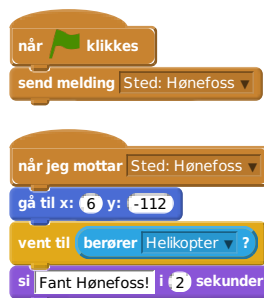 når klikkes
send melding Sted: Hønefoss ▼
når jeg mottar Sted: Hønefoss ▼
gå til x: 6 y: -112
vent til berører Helikopter ▼ ?
si Fant Hønefoss! i 2 sekunder